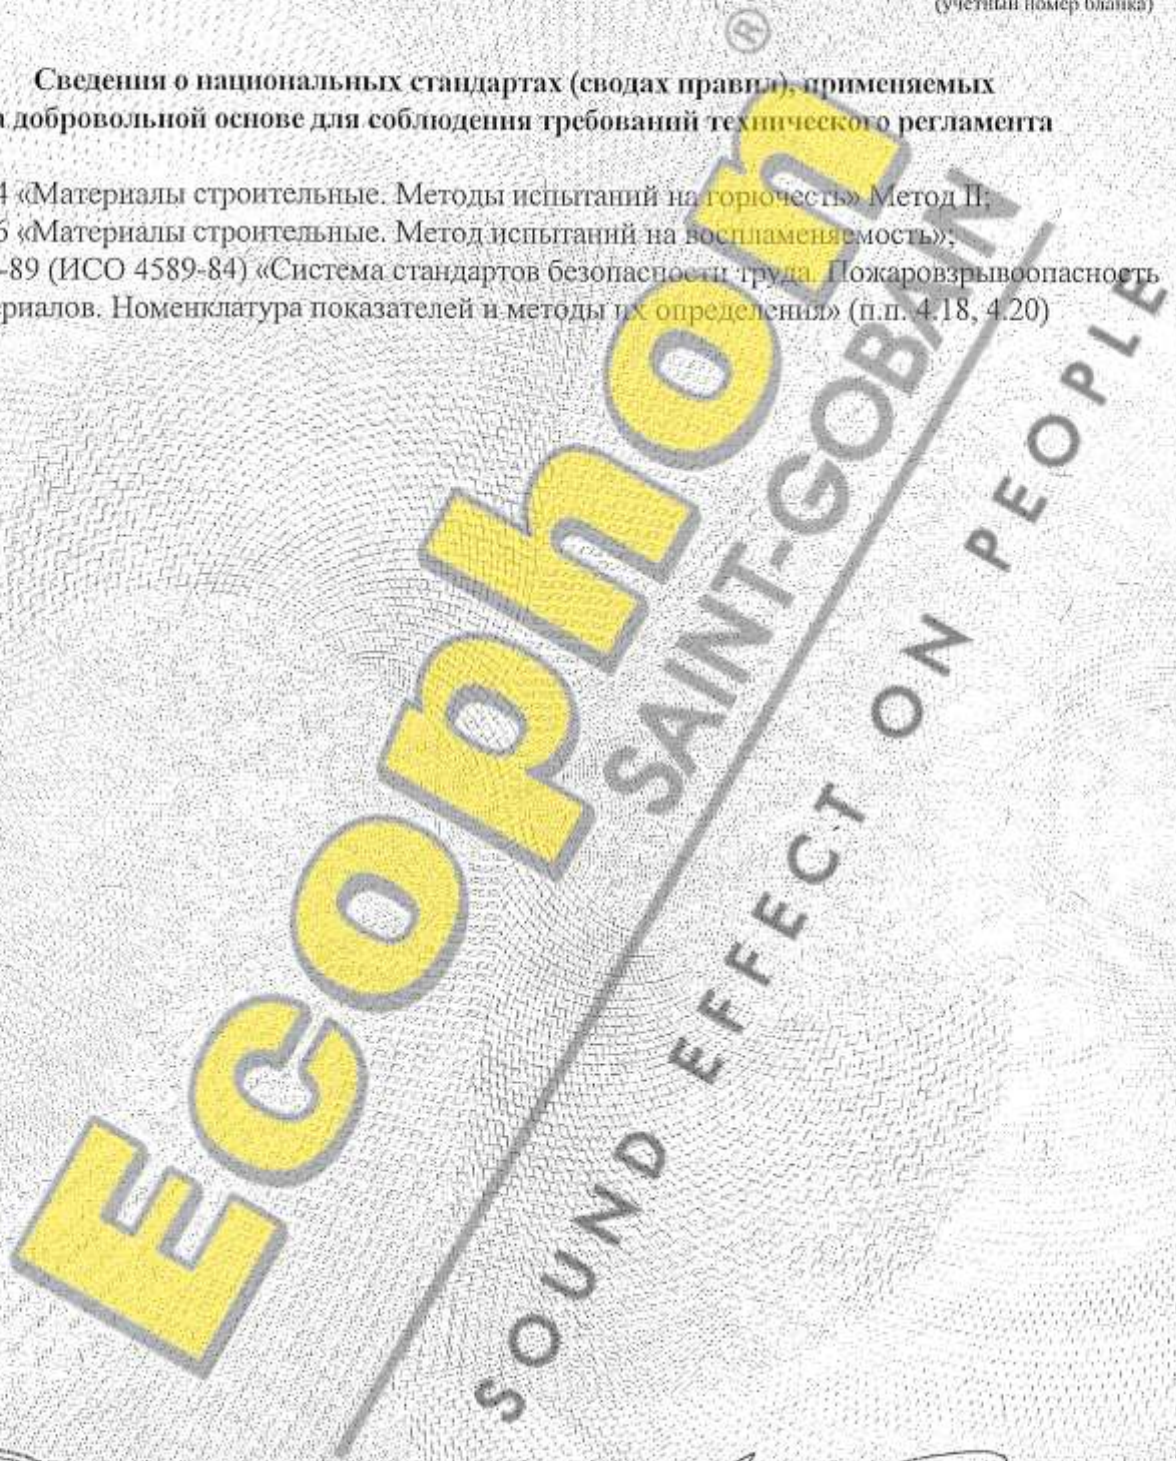 (учетный номер бланка)
Сведения о национальных стандартах (сводах правил), применяемых
а добровольной основе для соблюдения требований технического регламента
4 «Материалы строительные. Методы испытаний на горючесть» Метод II;
6 «Материалы строительные. Метод испытаний на воспламеняемость»;
-89 (ИСО 4589-84) «Система стандартов безопасности труда. Пожаровзрывоопасность
риалов. Номенклатура показателей и методы их определения» (п.п. 4.18, 4.20)
Ecophon®
SAINT-GOBAIN
SOUND EFFECT ON PEOPLE